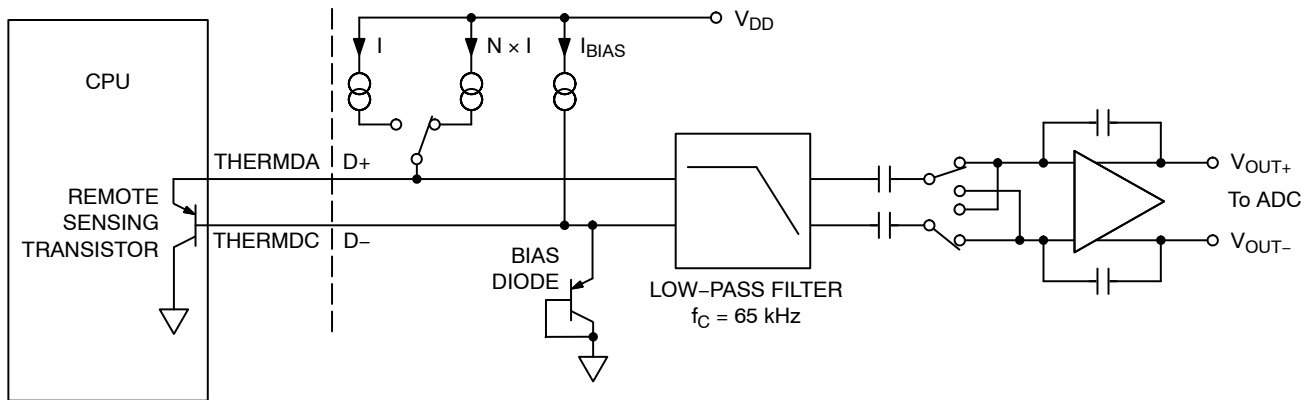 V_DD
I
N × I
I_BIAS
CPU
THERMDA
D+
REMOTE
SENSING
TRANSISTOR
THERMDC
D−
BIAS
DIODE
LOW−PASS FILTER
f_C = 65 kHz
V_OUT+
To ADC
V_OUT−